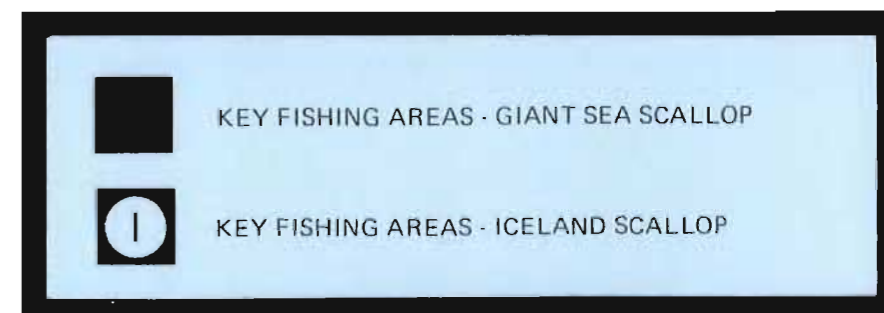 KEY FISHING AREAS - GIANT SEA SCALLOP
I
KEY FISHING AREAS - ICELAND SCALLOP